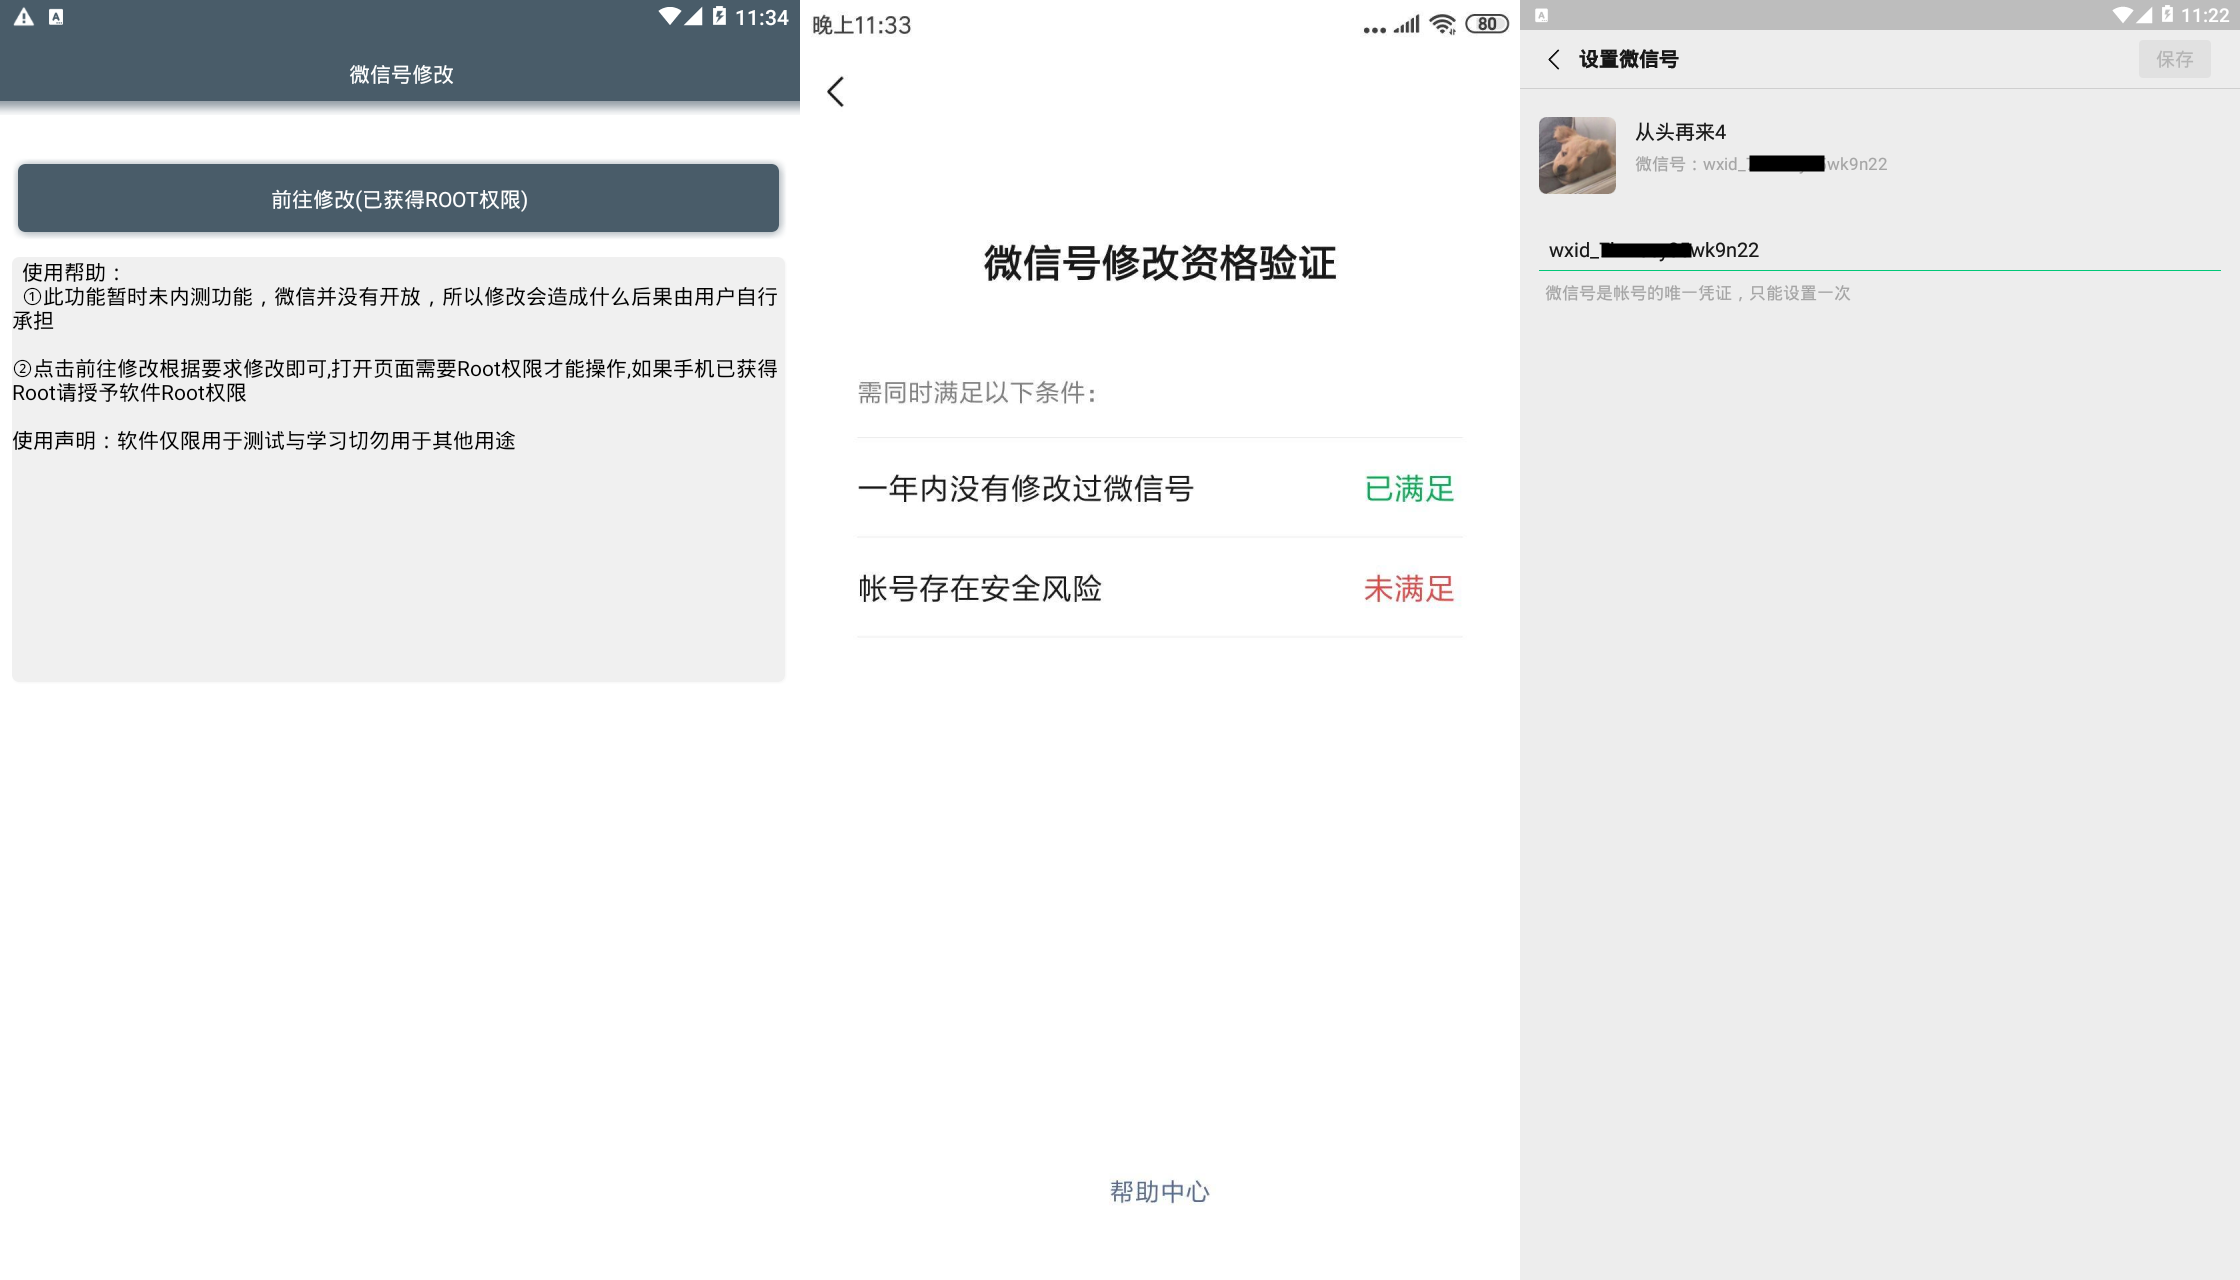 11:34
微信号修改
前往修改(已获得ROOT权限)
使用帮助：
①此功能暂时未内测功能，微信并没有开放，所以修改会造成什么后果由用户自行
承担
②点击前往修改根据要求修改即可,打开页面需要Root权限才能操作,如果手机已获得
Root请授予软件Root权限
使用声明：软件仅限用于测试与学习切勿用于其他用途
晚上11:33
80
微信号修改资格验证
需同时满足以下条件：
一年内没有修改过微信号 已满足
帐号存在安全风险 未满足
帮助中心
11:22
设置微信号 保存
从头再来4
微信号：wxid_ wk9n22
wxid_ wk9n22
微信号是帐号的唯一凭证，只能设置一次